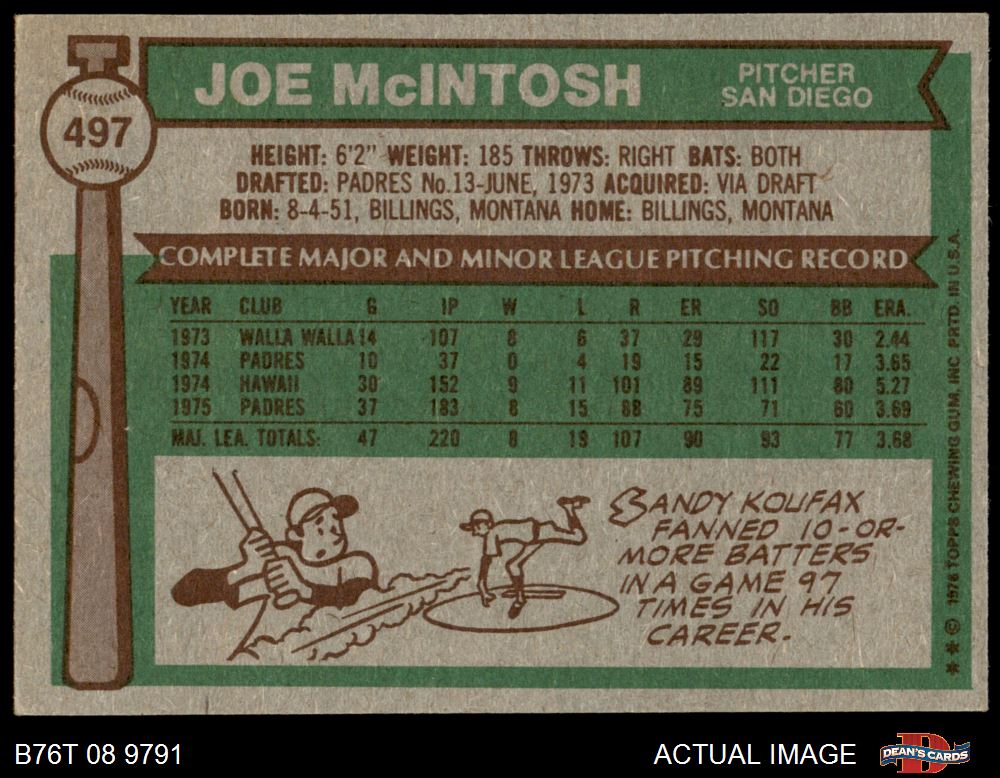 497
JOE McINTOSH
PITCHER
SAN DIEGO
HEIGHT: 6'2" WEIGHT: 185 THROWS: RIGHT BATS: BOTH
DRAFTED: PADRES No.13-JUNE, 1973 ACQUIRED: VIA DRAFT
BORN: 8-4-51, BILLINGS, MONTANA HOME: BILLINGS, MONTANA
COMPLETE MAJOR AND MINOR LEAGUE PITCHING RECORD
YEAR CLUB G IP W L R ER SO BB ERA.
1973 WALLA WALLA 14 107 8 6 37 29 117 30 2.44
1974 PADRES 10 37 0 4 19 15 22 17 3.65
1974 HAWAII 30 152 9 11 101 89 111 80 5.27
1975 PADRES 37 183 8 15 88 75 71 60 3.69
MAJ. LEA. TOTALS: 47 220 8 19 107 90 93 77 3.68
SANDY KOUFAX
FANNED 10-OR-
MORE BATTERS
IN A GAME 97
TIMES IN HIS
CAREER.
** © 1976 TOPPS CHEWING GUM, INC PRTD. IN U.S.A.
B76T 08 9791
ACTUAL IMAGE
D
DEAN'S CARDS